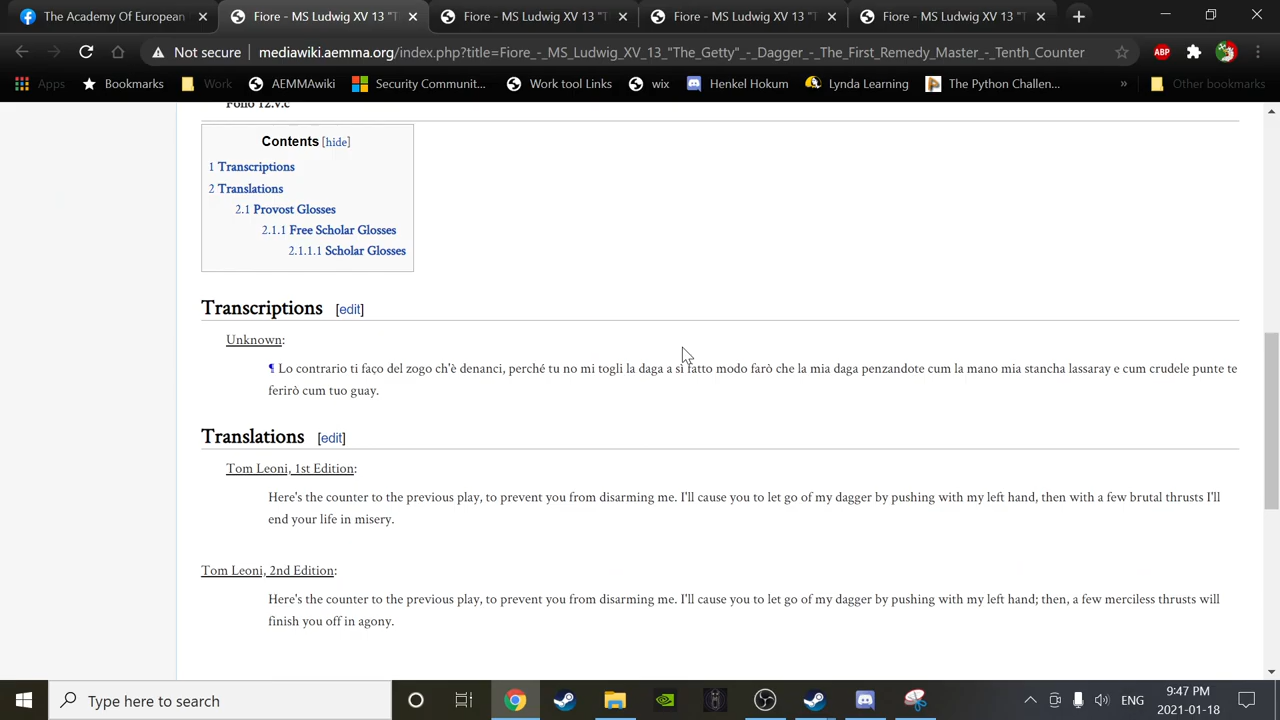 The Academy Of European
Fiore - MS Ludwig XV 13 "T
Fiore - MS Ludwig XV 13 "T
Fiore - MS Ludwig XV 13 "T
Fiore - MS Ludwig XV 13 "T
Not secure | mediawiki.aemma.org/index.php?title=Fiore_-_MS_Ludwig_XV_13_"The_Getty"_-_Dagger_-_The_First_Remedy_Master_-_Tenth_Counter
ABP
Apps Bookmarks Work AEMMAwiki Security Communit... Work tool Links wix Henkel Hokum Lynda Learning The Python Challen... » Other bookmarks
Folio 12.v.c
Contents [hide]
1 Transcriptions
2 Translations
2.1 Provost Glosses
2.1.1 Free Scholar Glosses
2.1.1.1 Scholar Glosses
Transcriptions [edit]
Unknown:
¶ Lo contrario ti faço del zogo ch'è denanci, perché tu no mi togli la daga a sì fatto modo farò che la mia daga penzandote cum la mano mia stancha lassaray e cum crudele punte te
ferirò cum tuo guay.
Translations [edit]
Tom Leoni, 1st Edition:
Here's the counter to the previous play, to prevent you from disarming me. I'll cause you to let go of my dagger by pushing with my left hand, then with a few brutal thrusts I'll
end your life in misery.
Tom Leoni, 2nd Edition:
Here's the counter to the previous play, to prevent you from disarming me. I'll cause you to let go of my dagger by pushing with my left hand; then, a few merciless thrusts will
finish you off in agony.
Type here to search
ENG
9:47 PM
2021-01-18